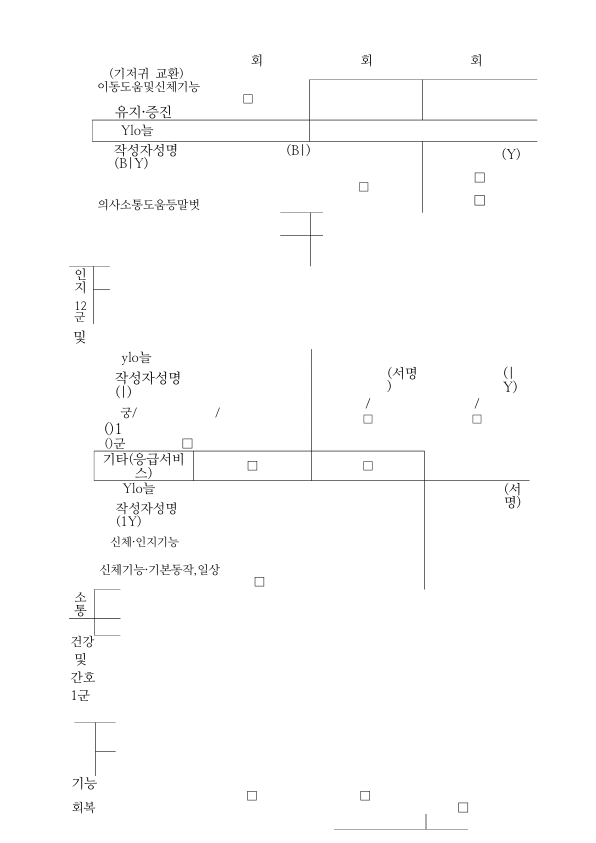 회 회 회
(기저귀 교환)
이동도움및신체기능
□
유지·증진
Ylo늘
작성자성명 (B|)
(B|Y) (Y)
□ □
의사소통도움등말벗 □
인
지
12
군
및
ylo늘
작성자성명 (서명 (|
(|) ) Y)
궁/ / / /
()1 □ □
()군 □
기타(응급서비 □ □
스)
Ylo늘 (서
명)
작성자성명
(1Y)
신체·인지기능
신체기능·기본동작,일상
□
소
통
건강
및
간호
1군
기능
□ □
회복 □